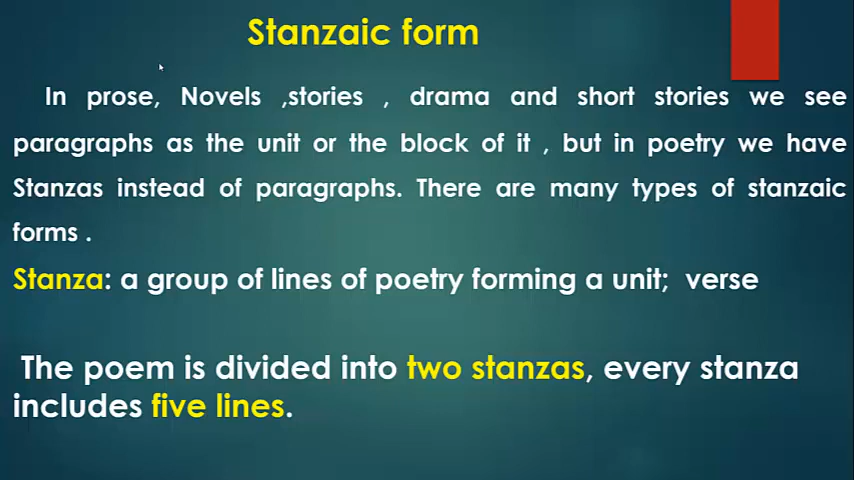 Stanzaic form
In prose, Novels ,stories , drama and short stories we see
paragraphs as the unit or the block of it , but in poetry we have
Stanzas instead of paragraphs. There are many types of stanzaic
forms .
Stanza: a group of lines of poetry forming a unit; verse
The poem is divided into two stanzas, every stanza
includes five lines.